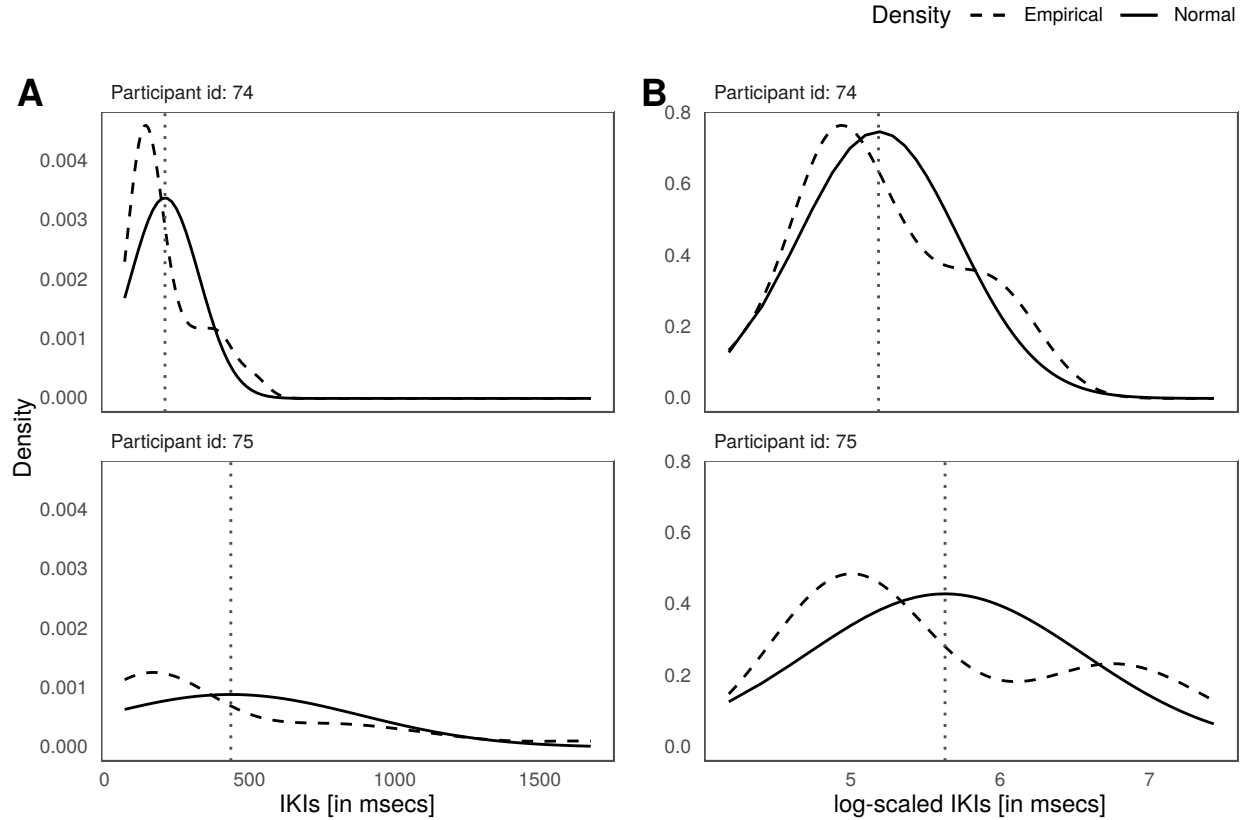 Density Empirical Normal
A
Participant id: 74
0.004
0.003
0.002
0.001
0.000
Participant id: 75
0.004
0.003
0.002
0.001
0.000
0 500 1000 1500
IKIs [in msecs]
Density
B
Participant id: 74
0.8
0.6
0.4
0.2
0.0
Participant id: 75
0.8
0.6
0.4
0.2
0.0
5 6 7
log-scaled IKIs [in msecs]